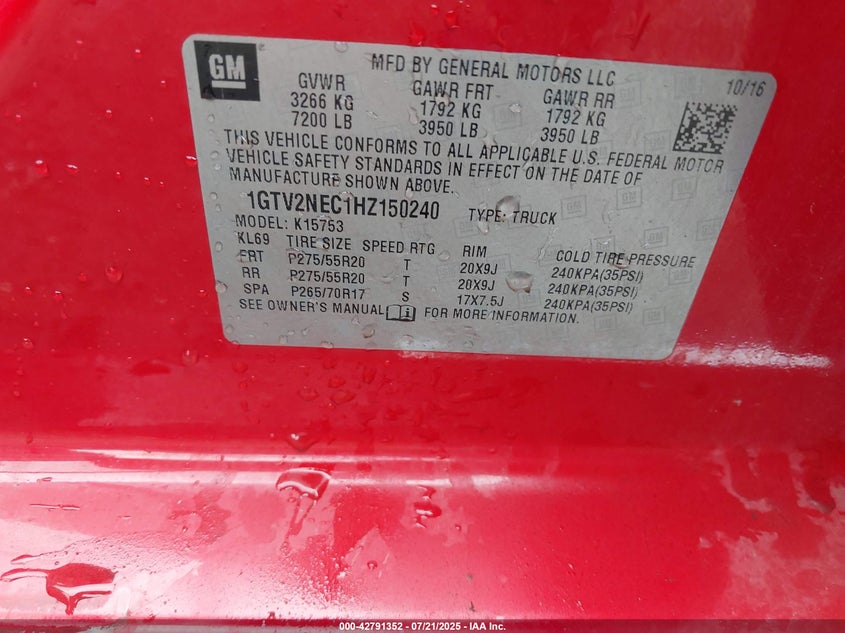 GM
MFD BY GENERAL MOTORS LLC
10/16
GVWR GAWR FRT GAWR RR
3266 KG 1792 KG 1792 KG
7200 LB 3950 LB 3950 LB
THIS VEHICLE CONFORMS TO ALL APPLICABLE U.S. FEDERAL MOTOR
VEHICLE SAFETY STANDARDS IN EFFECT ON THE DATE OF
MANUFACTURE SHOWN ABOVE.
1GTV2NEC1HZ150240 TYPE: TRUCK
MODEL: K15753
KL69 TIRE SIZE SPEED RTG RIM COLD TIRE PRESSURE
FRT P275/55R20 T 20X9J 240KPA(35PSI)
RR P275/55R20 T 20X9J 240KPA(35PSI)
SPA P265/70R17 S 17X7.5J 240KPA(35PSI)
SEE OWNER'S MANUAL FOR MORE INFORMATION.
000-42791352 07/21/2025 - IAA Inc.